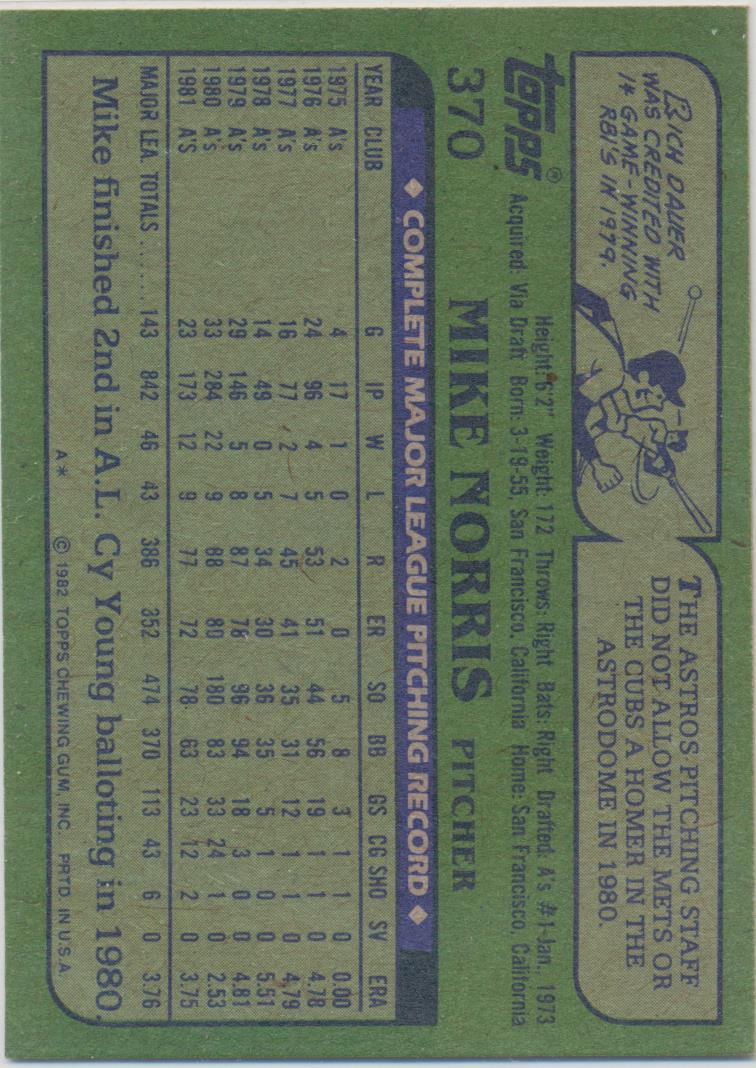 RICH DAUER
WAS CREDITED WITH
14 GAME-WINNING
RBI'S IN 1979.
THE ASTROS PITCHING STAFF
DID NOT ALLOW THE METS OR
THE CUBS A HOMER IN THE
ASTRODOME IN 1980.
topps®
370
MIKE NORRIS PITCHER
Height: 6'2" Weight: 172 Throws: Right Bats: Right Drafted: A's #1-Jan., 1973
Acquired: Via Draft Born: 3-19-55, San Francisco, California Home: San Francisco, California
◆ COMPLETE MAJOR LEAGUE PITCHING RECORD ◆
YEAR CLUB G IP W L R ER SO BB GS CG SHO SV ERA
1975 A's 4 17 1 0 2 0 5 8 3 1 1 0 0.00
1976 A's 24 96 4 5 53 51 44 56 19 1 1 0 4.78
1977 A's 16 77 2 7 45 41 35 31 12 1 1 0 4.79
1978 A's 14 49 0 5 34 30 36 35 5 1 0 0 5.51
1979 A's 29 146 5 8 87 78 96 94 18 3 0 0 4.81
1980 A's 33 284 22 9 88 80 180 83 33 24 1 0 2.53
1981 A'S 23 173 12 9 77 72 78 63 23 12 2 0 3.75
MAJOR LEA. TOTALS ....... 143 842 46 43 386 352 474 370 113 43 6 0 3.76
Mike finished 2nd in A.L. Cy Young balloting in 1980.
A* © 1982 TOPPS CHEWING GUM, INC. PRTD. IN U.S.A